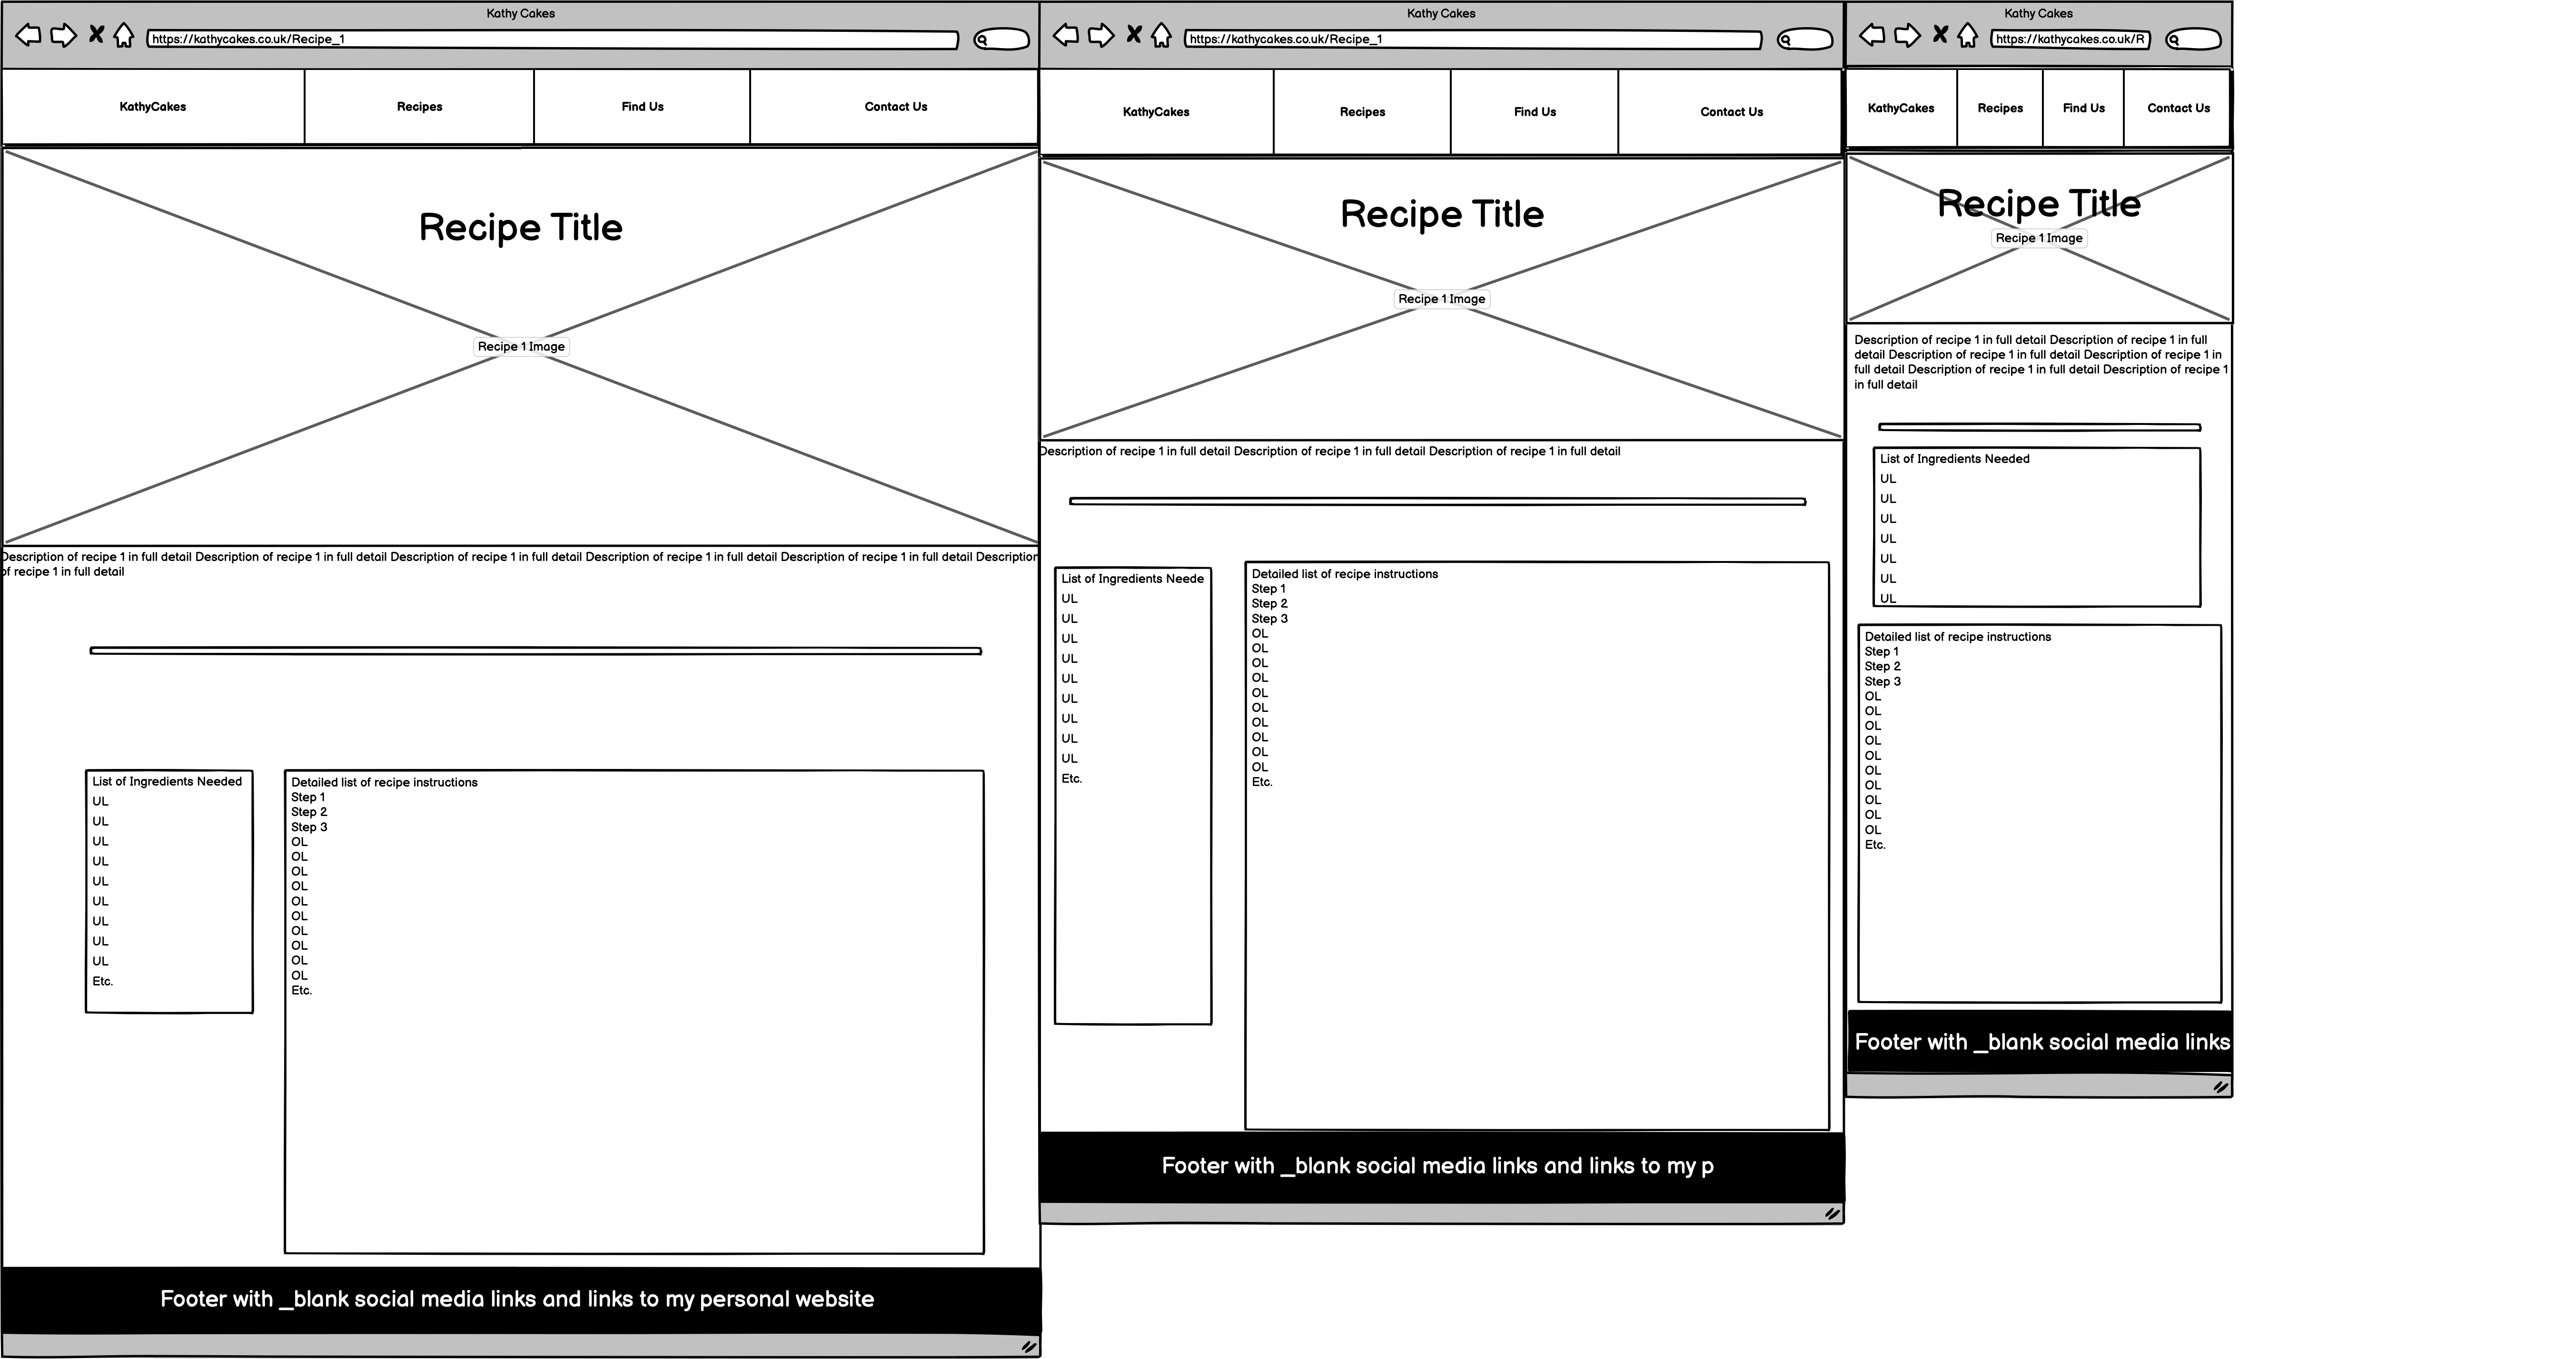 Kathy Cakes
https://kathycakes.co.uk/Recipe_1
KathyCakes
Recipes
Find Us
Contact Us
Recipe Title
Recipe 1 Image
Description of recipe 1 in full detail Description of recipe 1 in full detail Description of recipe 1 in full detail Description of recipe 1 in full detail Description of recipe 1 in full detail Description
of recipe 1 in full detail
List of Ingredients Needed
UL
UL
UL
UL
UL
UL
UL
UL
UL
Etc.
Detailed list of recipe instructions
Step 1
Step 2
Step 3
OL
OL
OL
OL
OL
OL
OL
OL
OL
OL
Etc.
Footer with _blank social media links and links to my personal website
Kathy Cakes
https://kathycakes.co.uk/Recipe_1
KathyCakes
Recipes
Find Us
Contact Us
Recipe Title
Recipe 1 Image
Description of recipe 1 in full detail Description of recipe 1 in full detail Description of recipe 1 in full detail
List of Ingredients Neede
UL
UL
UL
UL
UL
UL
UL
UL
UL
Etc.
Detailed list of recipe instructions
Step 1
Step 2
Step 3
OL
OL
OL
OL
OL
OL
OL
OL
OL
OL
Etc.
Footer with _blank social media links and links to my p
Kathy Cakes
https://kathycakes.co.uk/R
KathyCakes
Recipes
Find Us
Contact Us
Recipe Title
Recipe 1 Image
Description of recipe 1 in full detail Description of recipe 1 in full
detail Description of recipe 1 in full detail Description of recipe 1 in
full detail Description of recipe 1 in full detail Description of recipe 1
in full detail
List of Ingredients Needed
UL
UL
UL
UL
UL
UL
UL
Detailed list of recipe instructions
Step 1
Step 2
Step 3
OL
OL
OL
OL
OL
OL
OL
OL
OL
OL
Etc.
Footer with _blank social media links